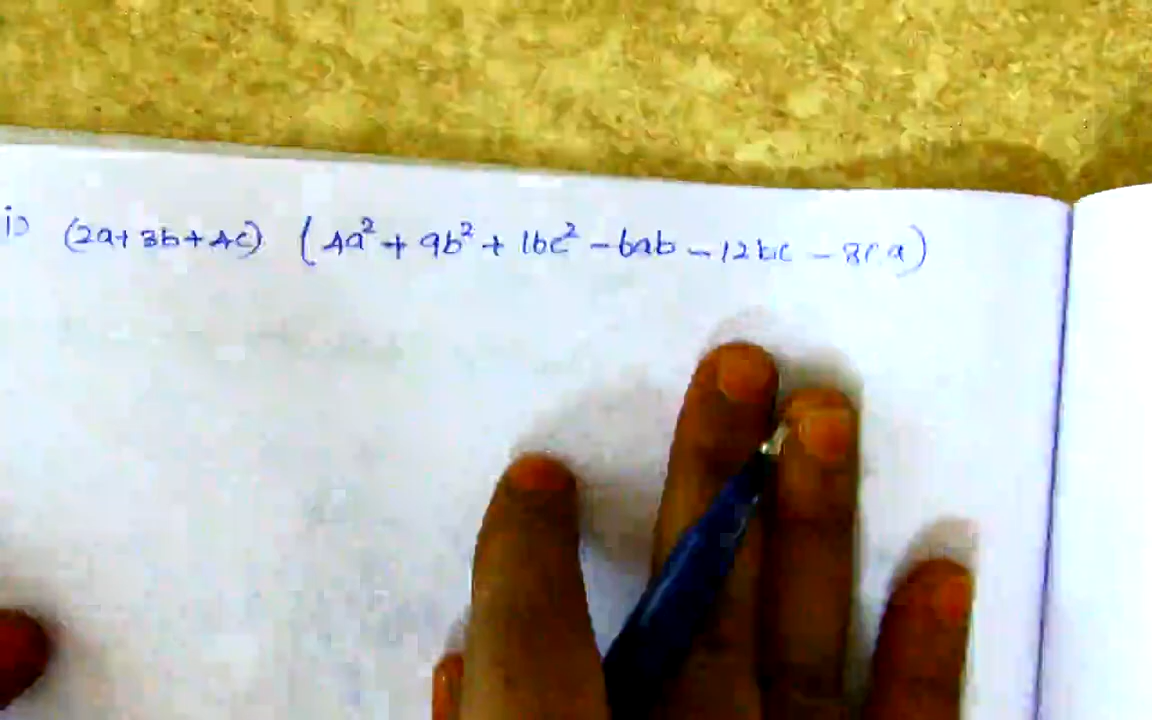 i) (2a+3b+4c) (4a² + 9b² + 16c² - 6ab - 12bc - 8ca)